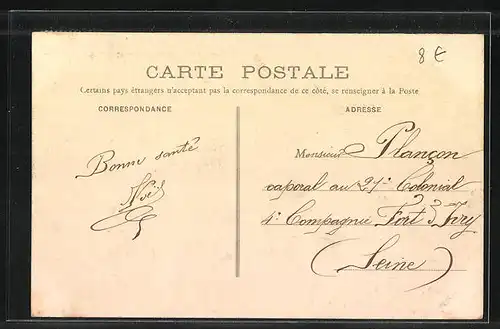 8 €
CARTE POSTALE
Certains pays étrangers n'acceptant pas la correspondance de ce côté, se renseigner à la Poste
CORRESPONDANCE
ADRESSE
Bonne santé
Noël
Monsieur Plançon
caporal au 21e Colonial
4e Compagnie Fort d'Ivry
(Seine)